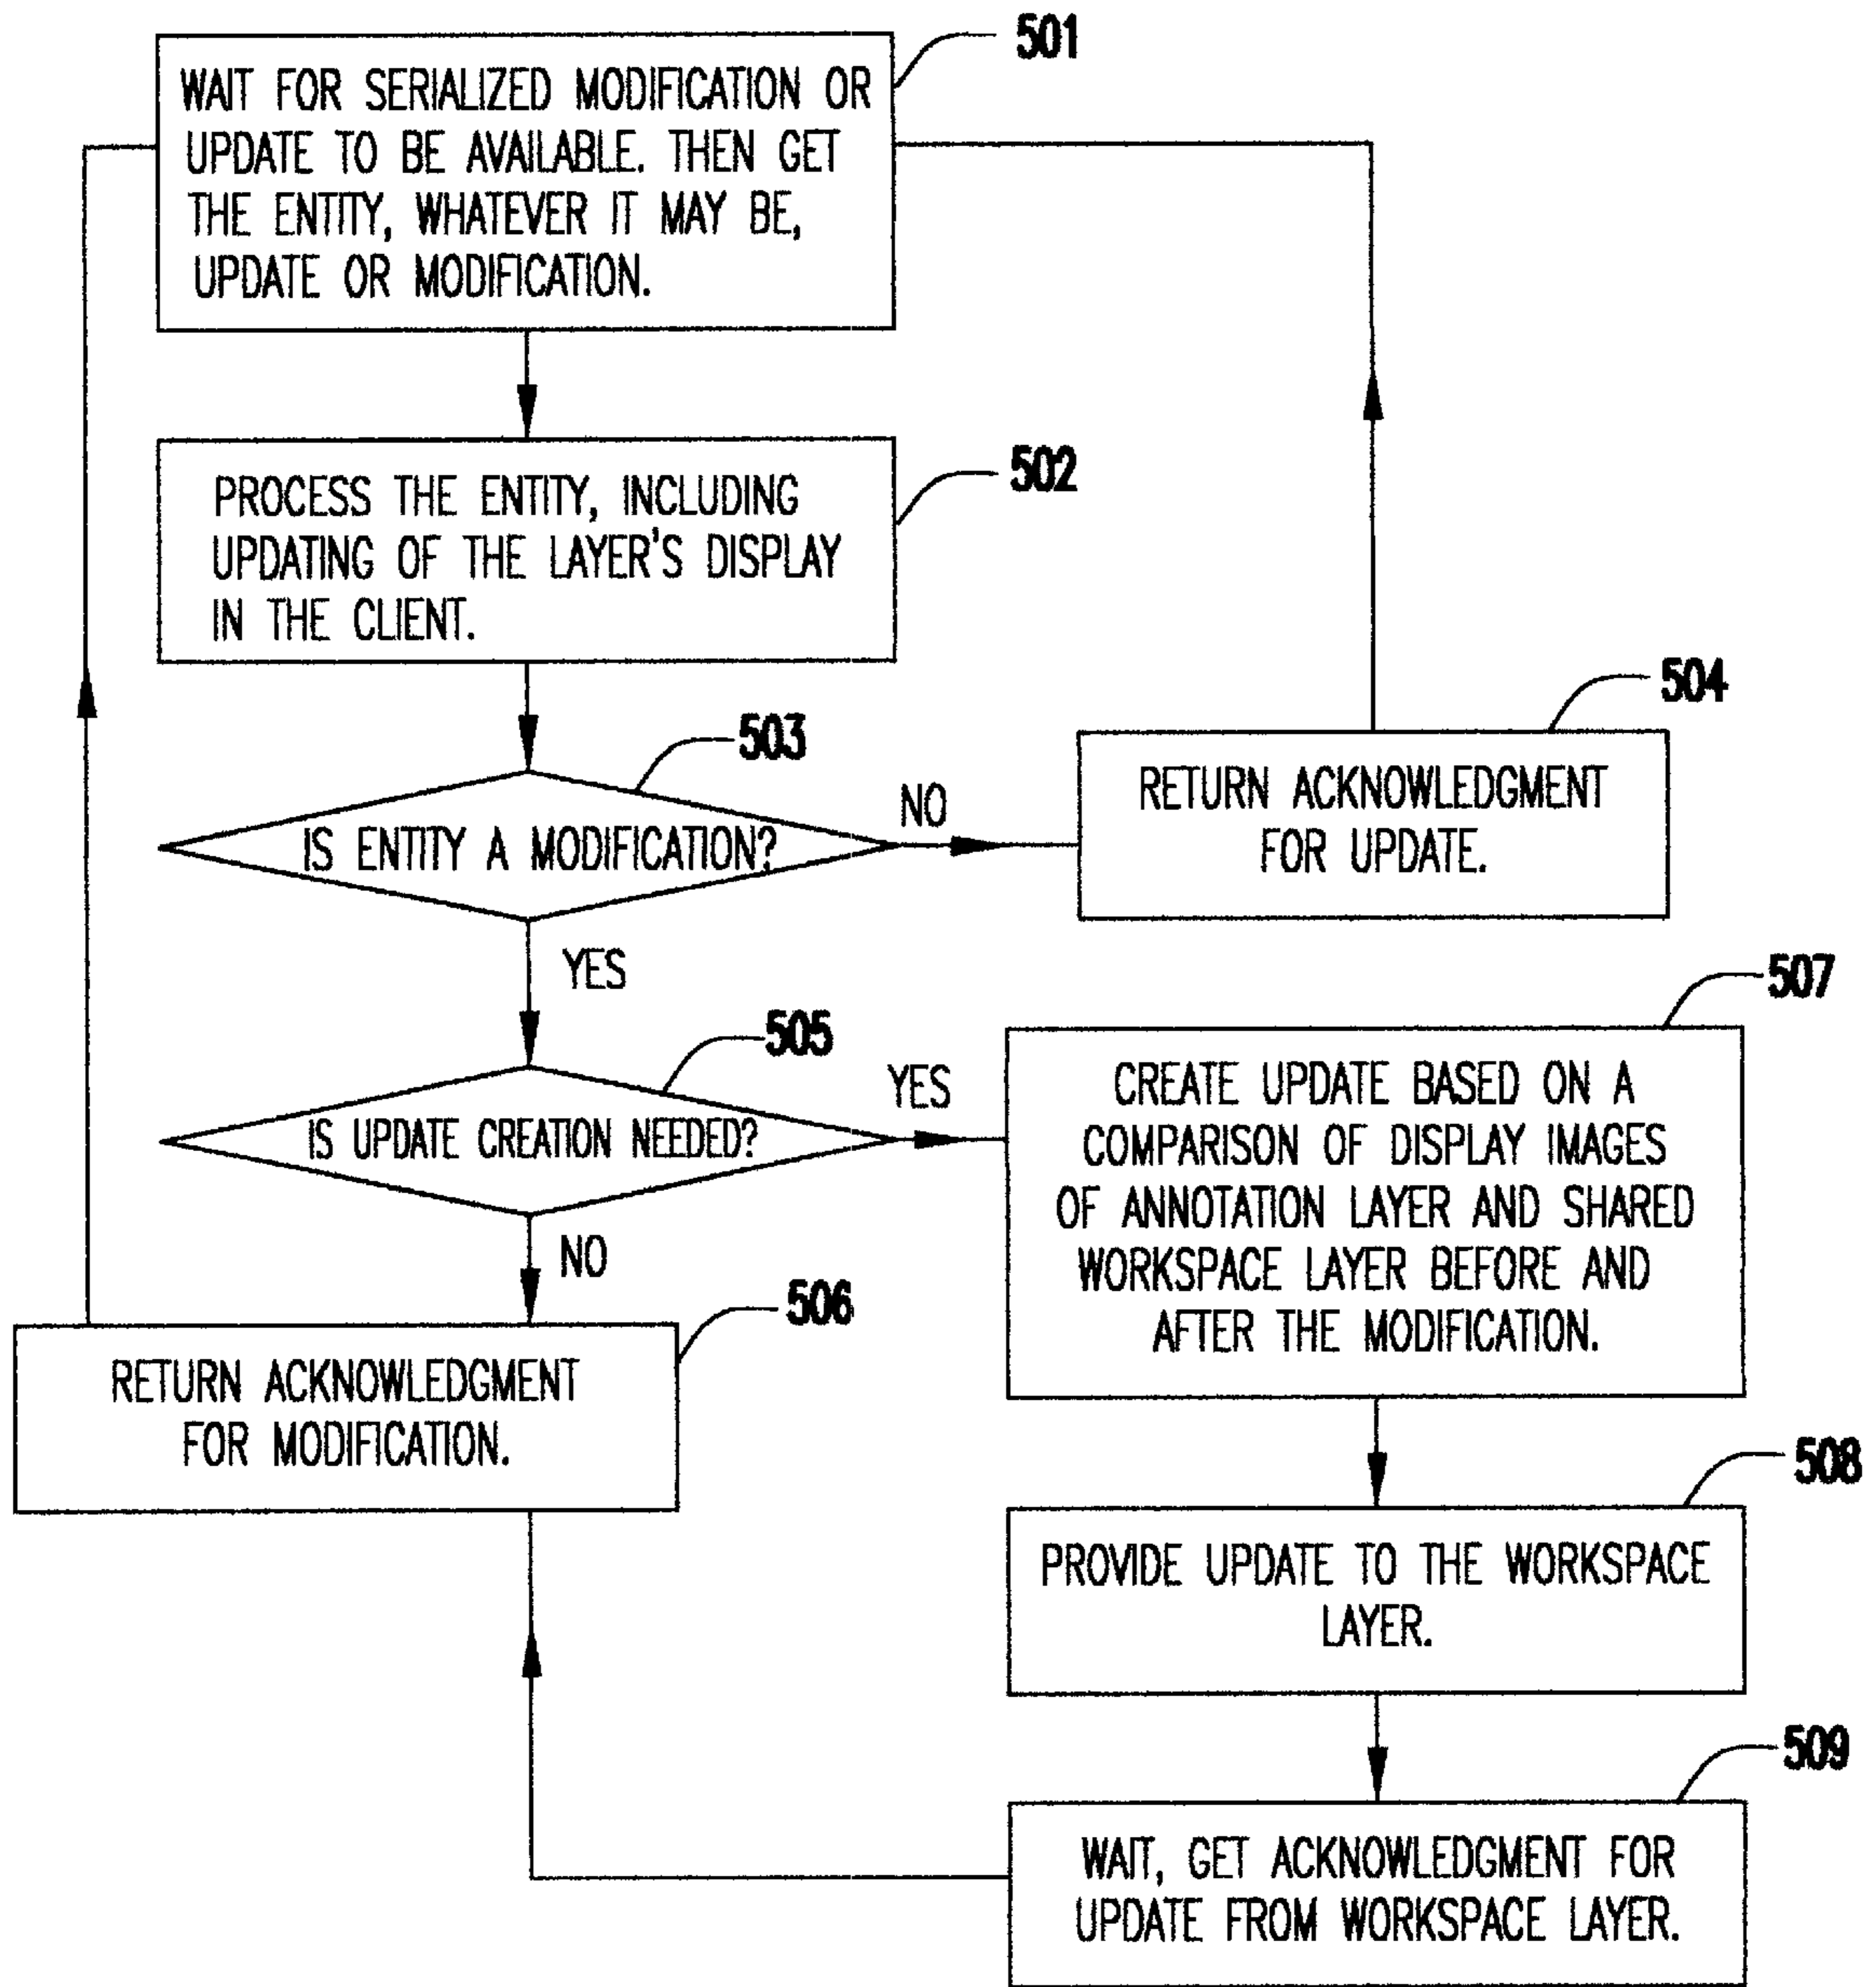 501
WAIT FOR SERIALIZED MODIFICATION OR
UPDATE TO BE AVAILABLE. THEN GET
THE ENTITY, WHATEVER IT MAY BE,
UPDATE OR MODIFICATION.
502
PROCESS THE ENTITY, INCLUDING
UPDATING OF THE LAYER'S DISPLAY
IN THE CLIENT.
503
IS ENTITY A MODIFICATION?
NO
504
RETURN ACKNOWLEDGMENT
FOR UPDATE.
YES
505
IS UPDATE CREATION NEEDED?
YES
507
CREATE UPDATE BASED ON A
COMPARISON OF DISPLAY IMAGES
OF ANNOTATION LAYER AND SHARED
WORKSPACE LAYER BEFORE AND
AFTER THE MODIFICATION.
NO
506
RETURN ACKNOWLEDGMENT
FOR MODIFICATION.
508
PROVIDE UPDATE TO THE WORKSPACE
LAYER.
509
WAIT, GET ACKNOWLEDGMENT FOR
UPDATE FROM WORKSPACE LAYER.